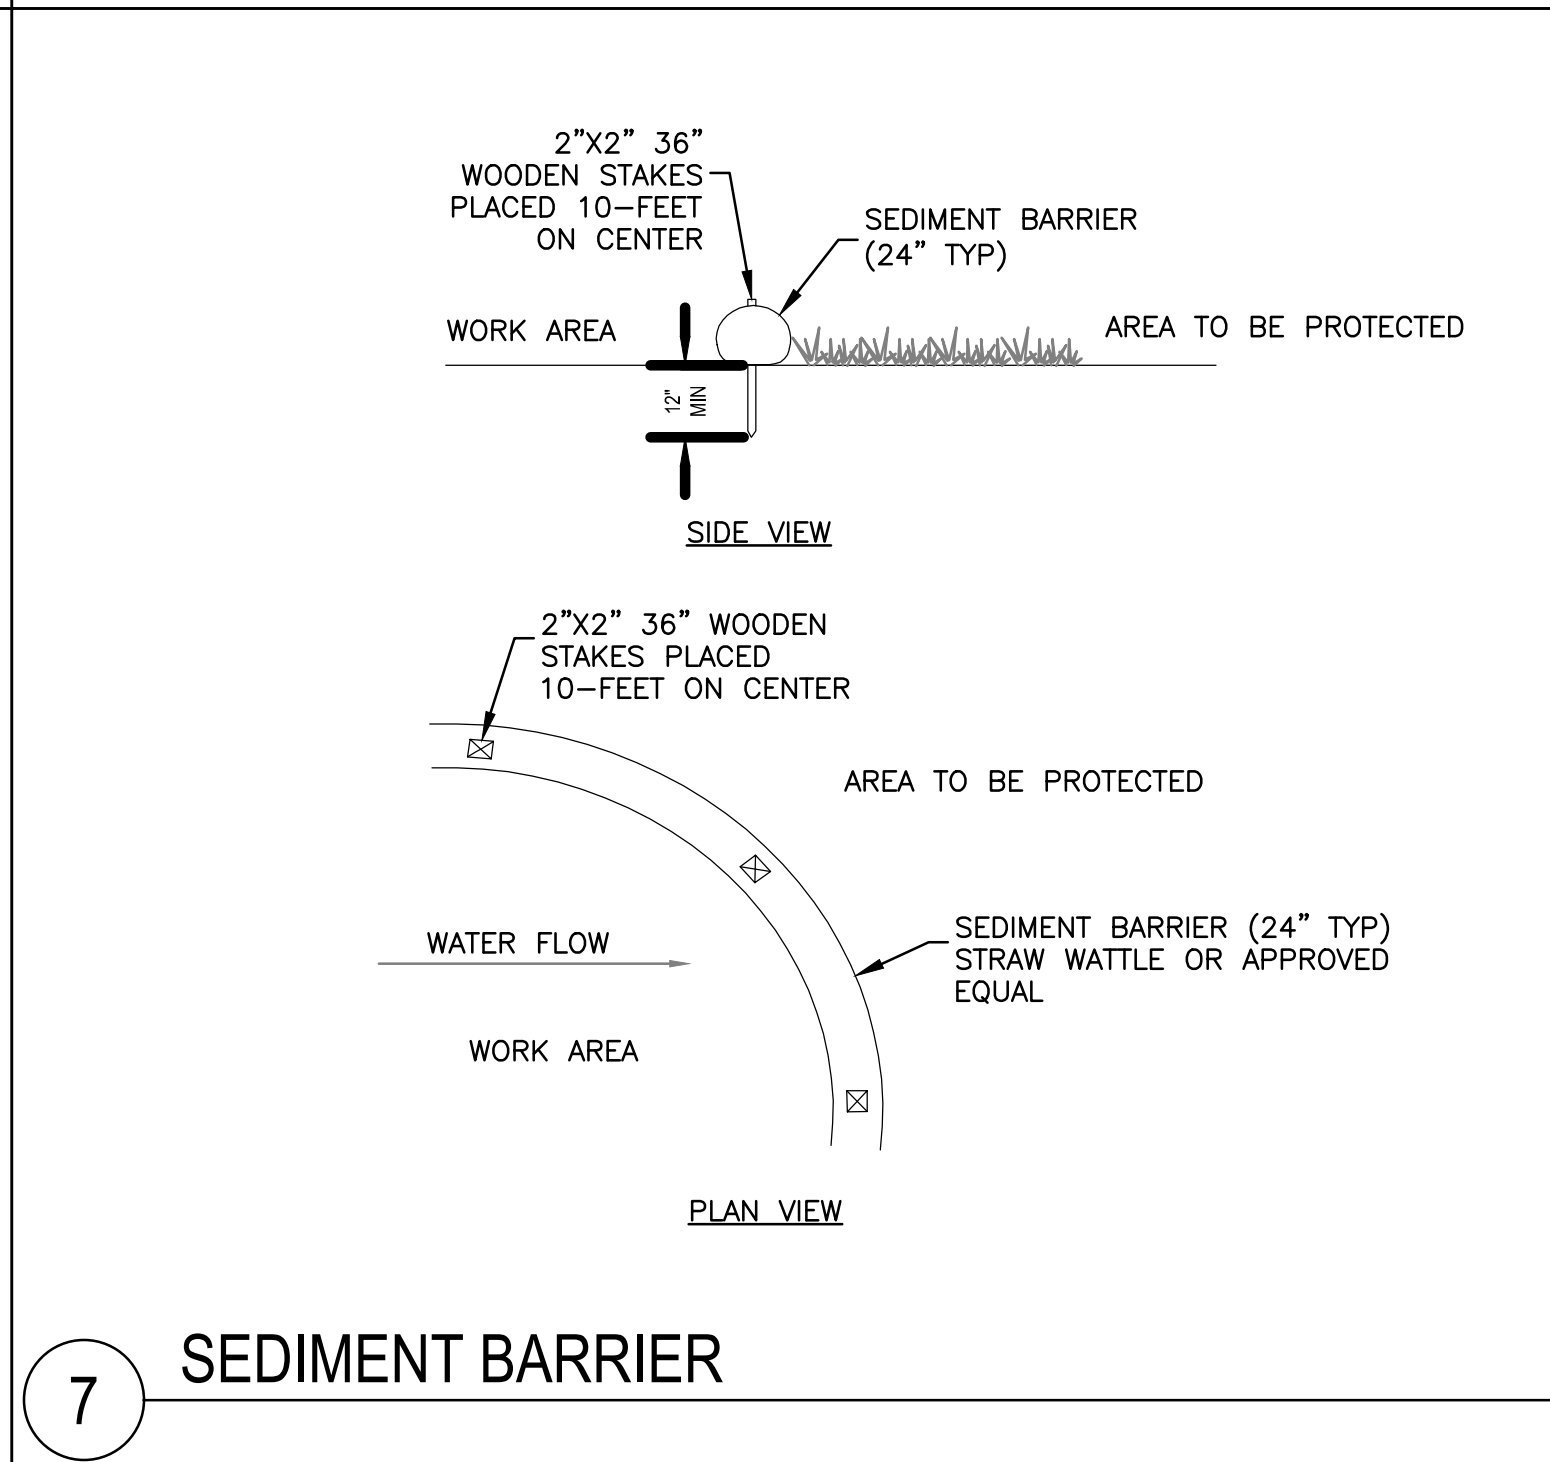 2”X2” 36”
WOODEN STAKES
PLACED 10-FEET
ON CENTER
SEDIMENT BARRIER
(24” TYP)
WORK AREA
AREA TO BE PROTECTED
12"
MIN
SIDE VIEW
2”X2” 36” WOODEN
STAKES PLACED
10-FEET ON CENTER
AREA TO BE PROTECTED
SEDIMENT BARRIER (24” TYP)
STRAW WATTLE OR APPROVED
EQUAL
WATER FLOW
WORK AREA
PLAN VIEW
7
SEDIMENT BARRIER